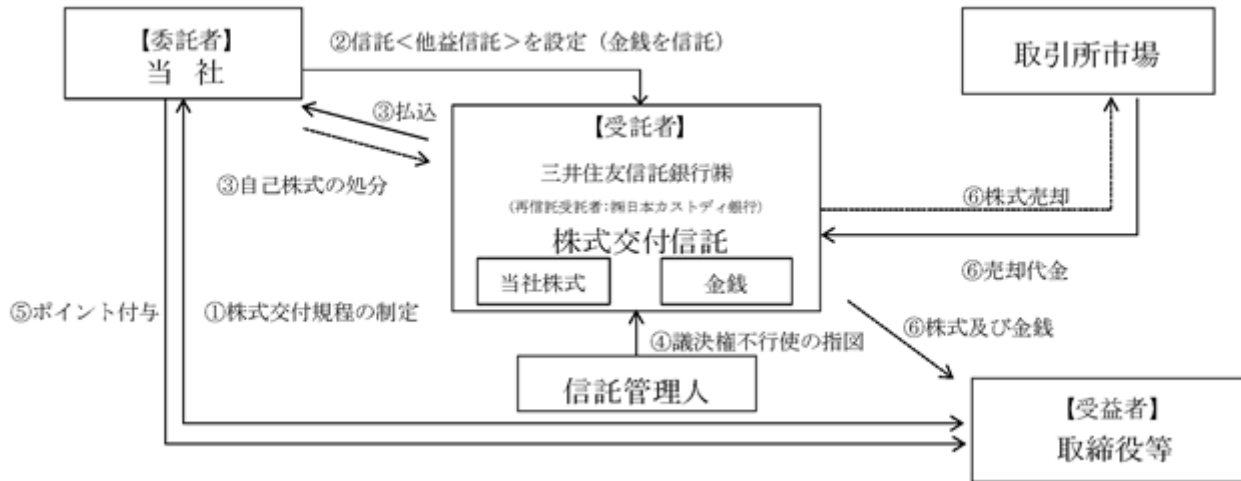 【委託者】
当 社
②信託<他益信託>を設定（金銭を信託）
取引所市場
③払込
【受託者】
三井住友信託銀行㈱
③自己株式の処分
(再信託受託者:㈱日本カストディ銀行)
⑥株式売却
株式交付信託
当社株式
金銭
⑥売却代金
⑤ポイント付与
①株式交付規程の制定
⑥株式及び金銭
④議決権不行使の指図
信託管理人
【受益者】
取締役等